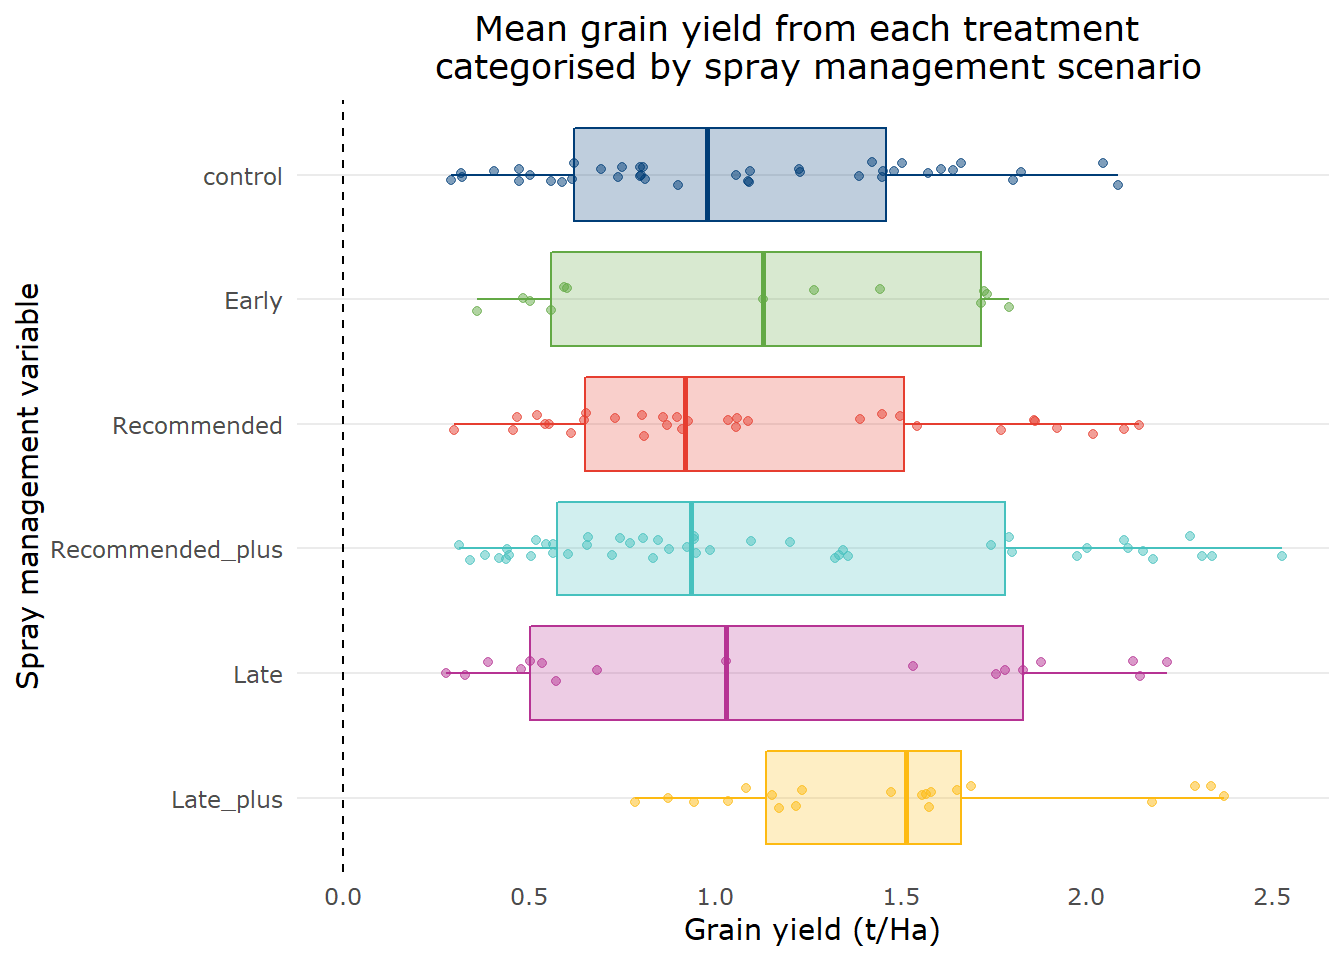 Mean grain yield from each treatment
categorised by spray management scenario
Spray management variable
control
Early
Recommended
Recommended_plus
Late
Late_plus
0.0 0.5 1.0 1.5 2.0 2.5
Grain yield (t/Ha)